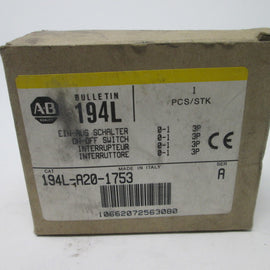 BULLETIN
AB 194L
1
PCS/STK
EIN-AUS SCHALTER 0-1 3P
ON-OFF SWITCH 0-1 3P
INTERRUPTEUR 0-1 3P
INTERRUTTORE 0-1 3P
CE
CAT MADE IN ITALY SER
194L-A20-1753 A
10662072563080